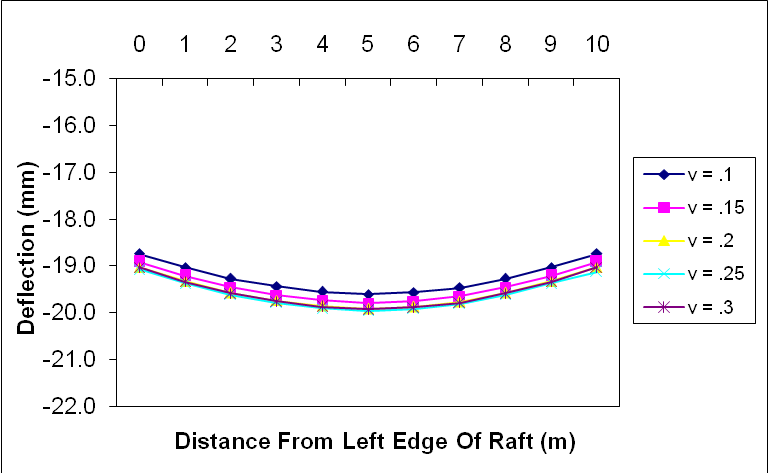 0 1 2 3 4 5 6 7 8 9 10
-15.0
-16.0
-17.0
-18.0
-19.0
-20.0
-21.0
-22.0
Deflection (mm)
Distance From Left Edge Of Raft (m)
v = .1
v = .15
v = .2
v = .25
v = .3